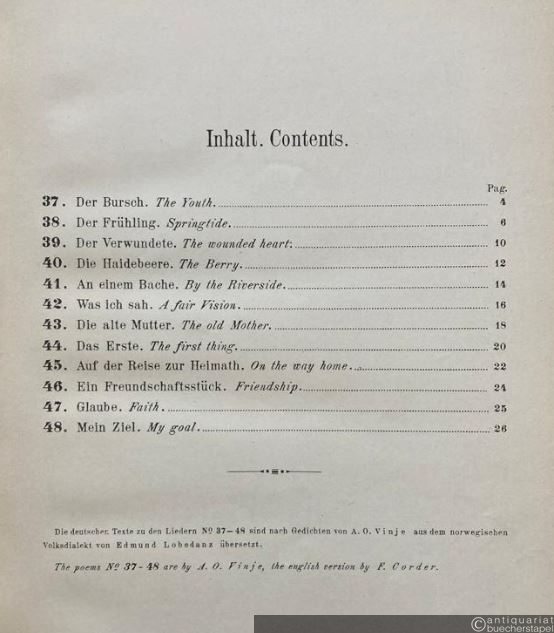 Inhalt. Contents.
Pag.
37. Der Bursch. The Youth. 4
38. Der Frühling. Springtide. 6
39. Der Verwundete. The wounded heart. 10
40. Die Haidebeere. The Berry. 12
41. An einem Bache. By the Riverside. 14
42. Was ich sah. A fair Vision. 16
43. Die alte Mutter. The old Mother. 18
44. Das Erste. The first thing. 20
45. Auf der Reise zur Heimath. On the way home. 22
46. Ein Freundschaftsstück. Friendship. 24
47. Glaube. Faith. 25
48. Mein Ziel. My goal. 26
Die deutschen Texte zu den Liedern No 37–48 sind nach Gedichten von A. O. Vinje aus dem norwegischen
Volksdialekt von Edmund Lobedanz übersetzt.
The poems No 37–48 are by A. O. Vinje, the english version by F. Corder.
©antiquariat
buecherstapel